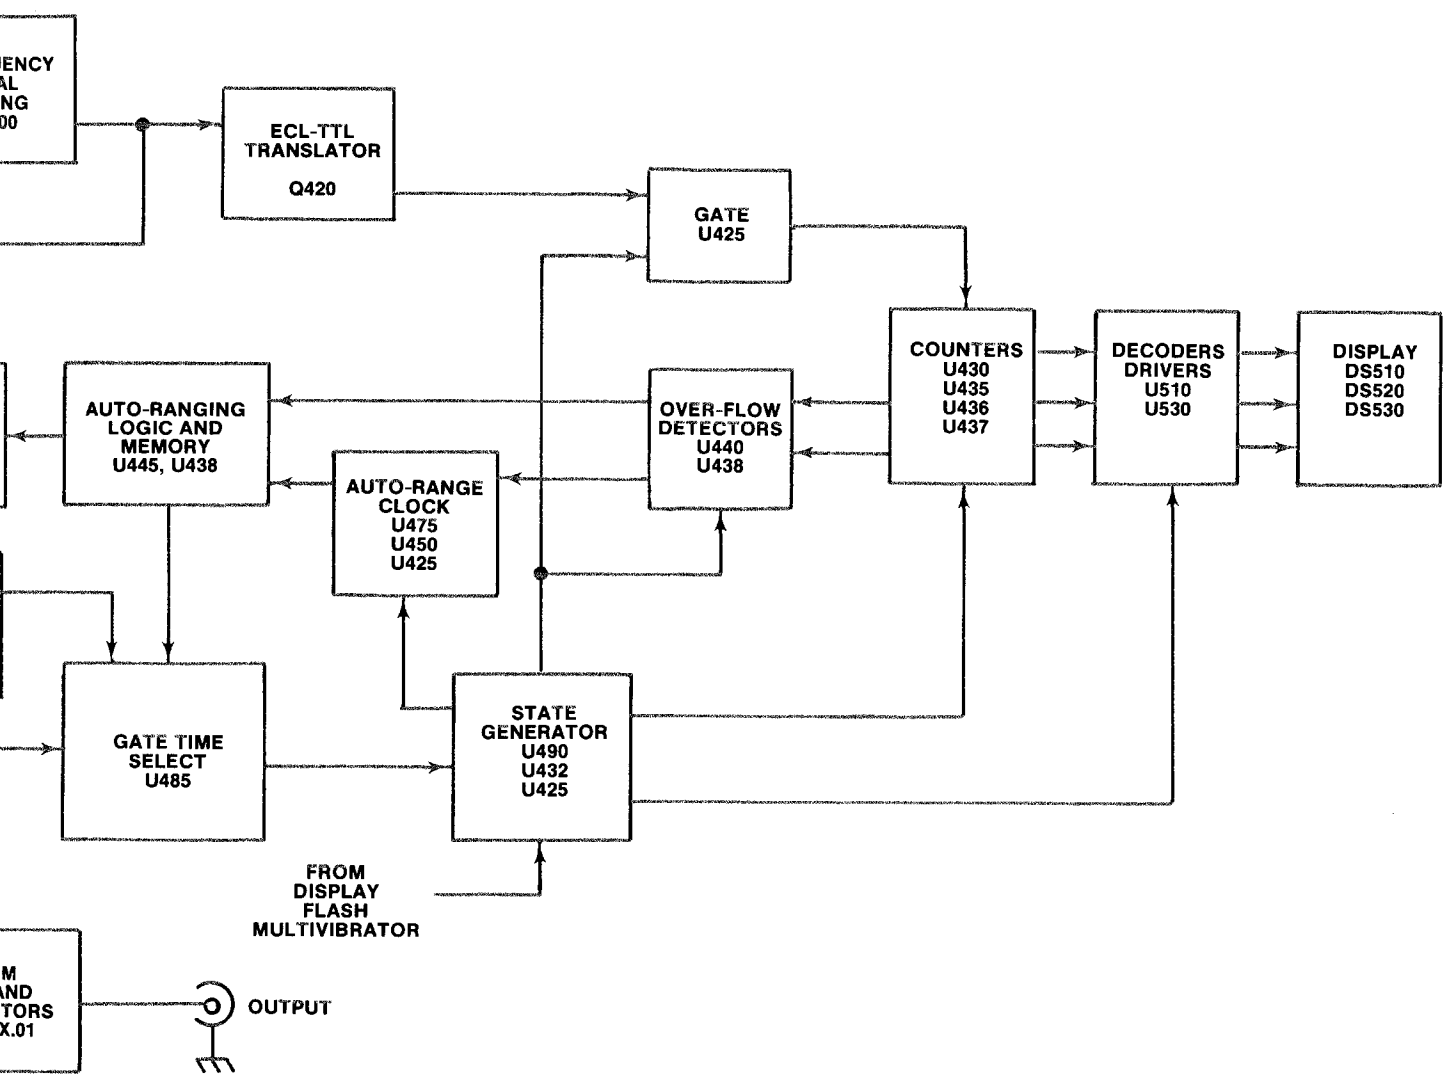 ECL-TTL
TRANSLATOR
Q420
GATE
U425
COUNTERS
U430
U435
U436
U437
DECODERS
DRIVERS
U510
U530
DISPLAY
DS510
DS520
DS530
AUTO-RANGING
LOGIC AND
MEMORY
U445, U438
OVER-FLOW
DETECTORS
U440
U438
AUTO-RANGE
CLOCK
U475
U450
U425
GATE TIME
SELECT
U485
STATE
GENERATOR
U490
U432
U425
FROM
DISPLAY
FLASH
MULTIVIBRATOR
AND
X.01
OUTPUT